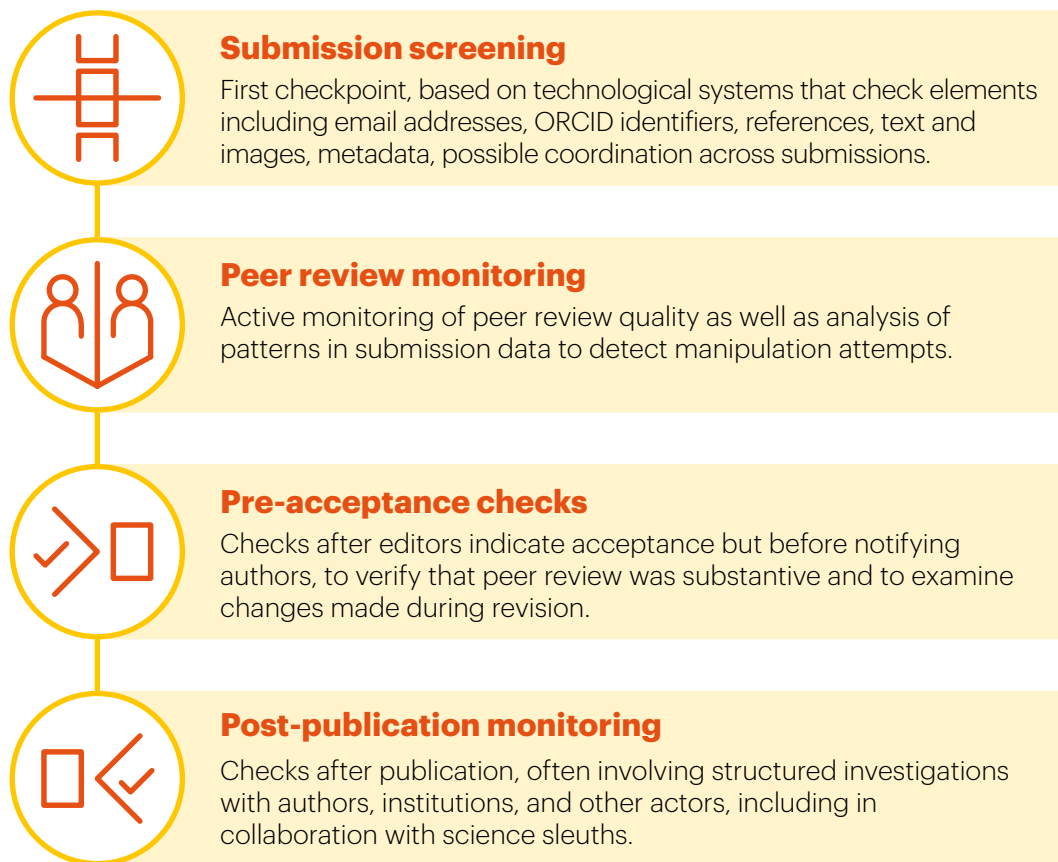 Submission screening
First checkpoint, based on technological systems that check elements
including email addresses, ORCID identifiers, references, text and
images, metadata, possible coordination across submissions.
Peer review monitoring
Active monitoring of peer review quality as well as analysis of
patterns in submission data to detect manipulation attempts.
Pre-acceptance checks
Checks after editors indicate acceptance but before notifying
authors, to verify that peer review was substantive and to examine
changes made during revision.
Post-publication monitoring
Checks after publication, often involving structured investigations
with authors, institutions, and other actors, including in
collaboration with science sleuths.